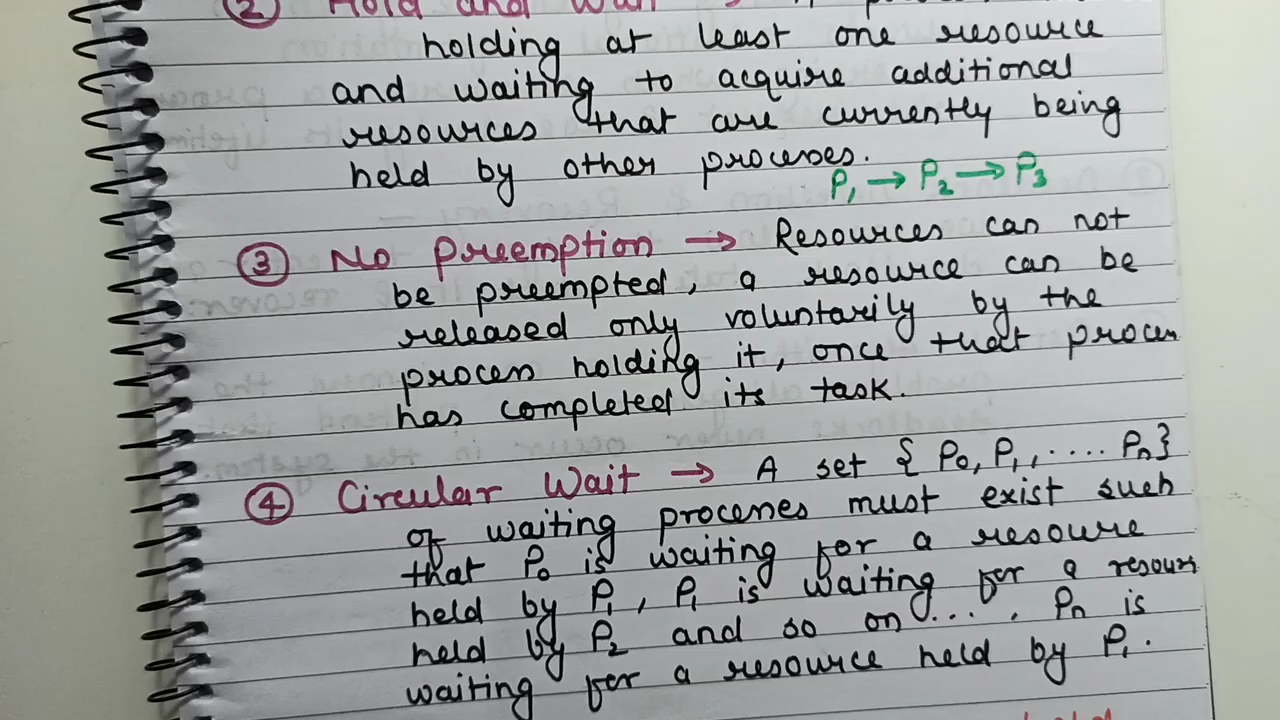 ② Hold and Wait
holding at least one resource
and waiting to acquire additional
resources that are currently being
held by other processes.
P₁ → P₂ → P₃
③ No Preemption → Resources can not
be preempted, a resource can be
released only voluntarily by the
process holding it, once that process
has completed its task.
④ Circular Wait → A set { P₀, P₁, .... Pₙ}
of waiting processes must exist such
that P₀ is waiting for a resource
held by P₁, P₁ is waiting for a resource
held by P₂ and so on.... Pₙ is
waiting for a resource held by P₁.